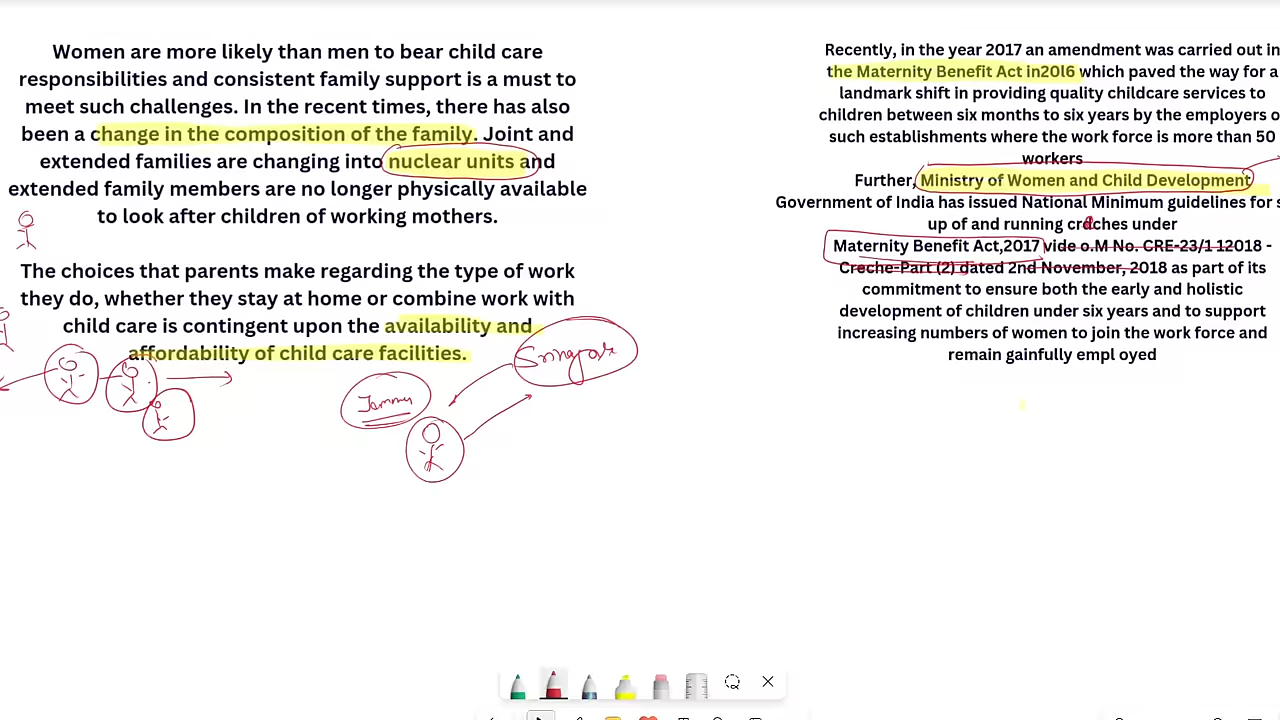 Women are more likely than men to bear child care
responsibilities and consistent family support is a must to
meet such challenges. In the recent times, there has also
been a change in the composition of the family. Joint and
extended families are changing into nuclear units and
extended family members are no longer physically available
to look after children of working mothers.
The choices that parents make regarding the type of work
they do, whether they stay at home or combine work with
child care is contingent upon the availability and
affordability of child care facilities.
Srinagar
Jammu
Recently, in the year 2017 an amendment was carried out in
the Maternity Benefit Act in20l6 which paved the way for a
landmark shift in providing quality childcare services to
children between six months to six years by the employers o
such establishments where the work force is more than 50
workers
Further, Ministry of Women and Child Development
Government of India has issued National Minimum guidelines for s
up of and running creches under
Maternity Benefit Act,2017 vide o.M No. CRE-23/1 12018 -
Creche-Part (2) dated 2nd November, 2018 as part of its
commitment to ensure both the early and holistic
development of children under six years and to support
increasing numbers of women to join the work force and
remain gainfully empl oyed